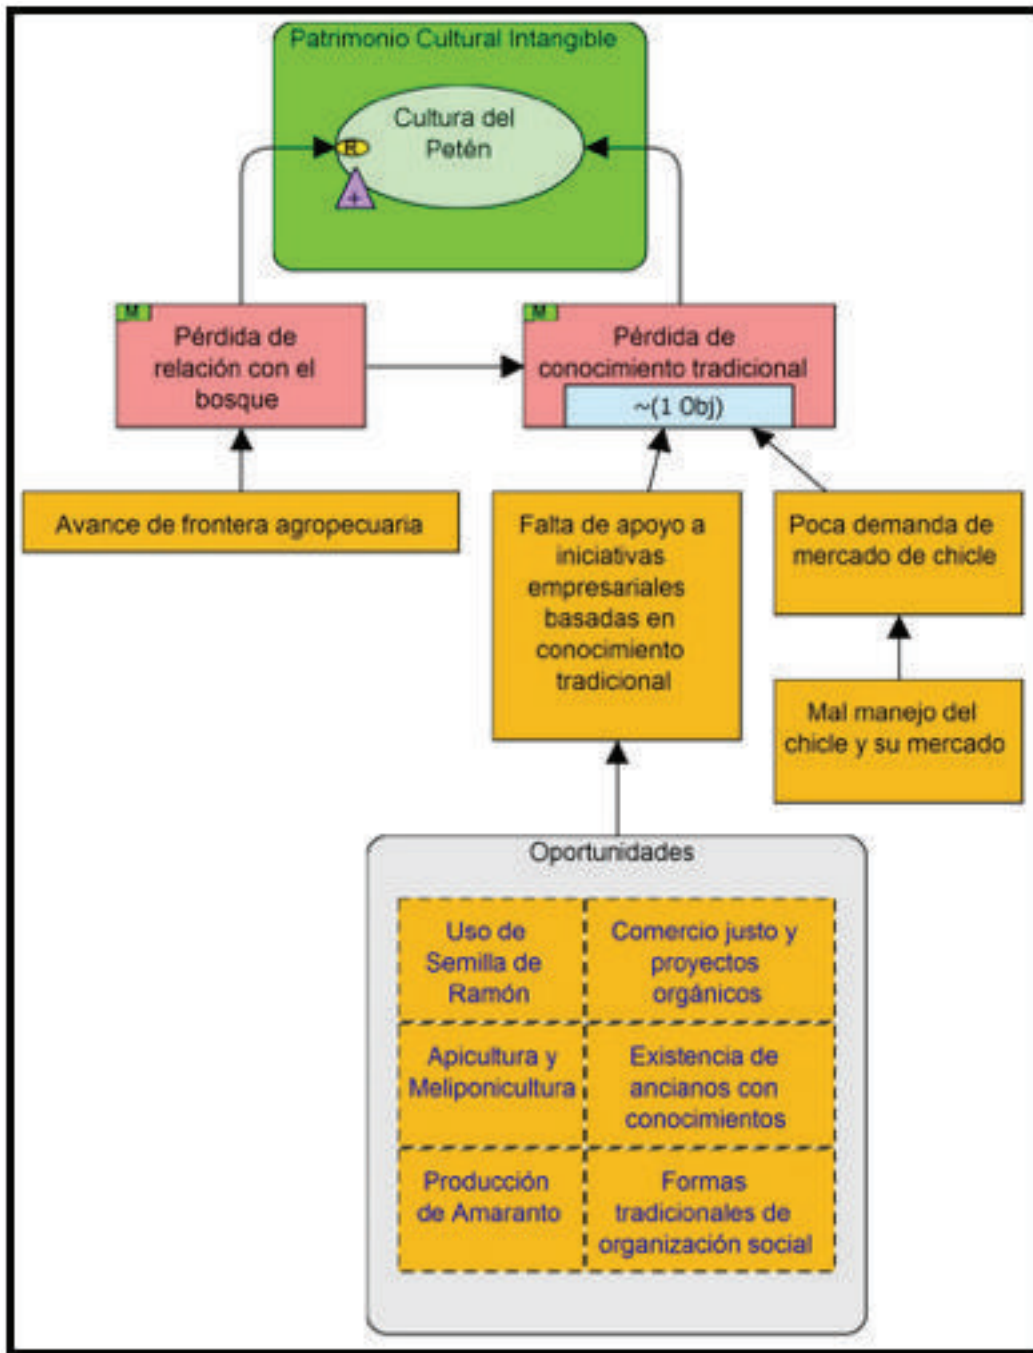 Patrimonio Cultural Intangible
Cultura del
Petén
R
+
M
Pérdida de
relación con el
bosque
M
Pérdida de
conocimiento tradicional
~(1 Obj)
Avance de frontera agropecuaria
Falta de apoyo a
iniciativas
empresariales
basadas en
conocimiento
tradicional
Poca demanda de
mercado de chicle
Mal manejo del
chicle y su mercado
Oportunidades
Uso de
Semilla de
Ramón
Comercio justo y
proyectos
orgánicos
Apicultura y
Meliponicultura
Existencia de
ancianos con
conocimientos
Producción
de Amaranto
Formas
tradicionales de
organización social